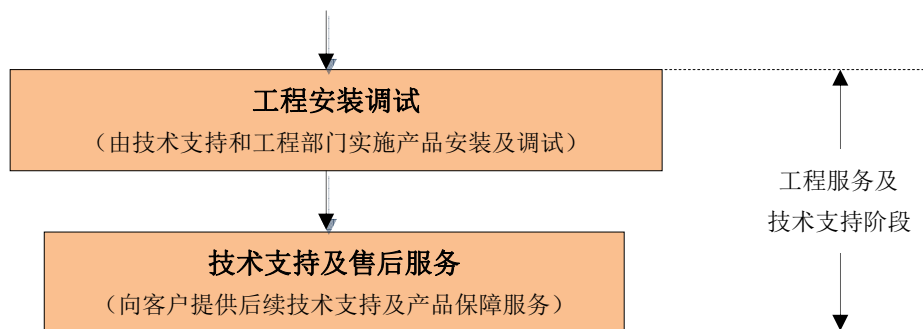 工程安装调试
（由技术支持和工程部门实施产品安装及调试）
工程服务及
技术支持阶段
技术支持及售后服务
（向客户提供后续技术支持及产品保障服务）